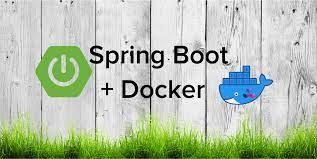 Spring Boot
+ Docker